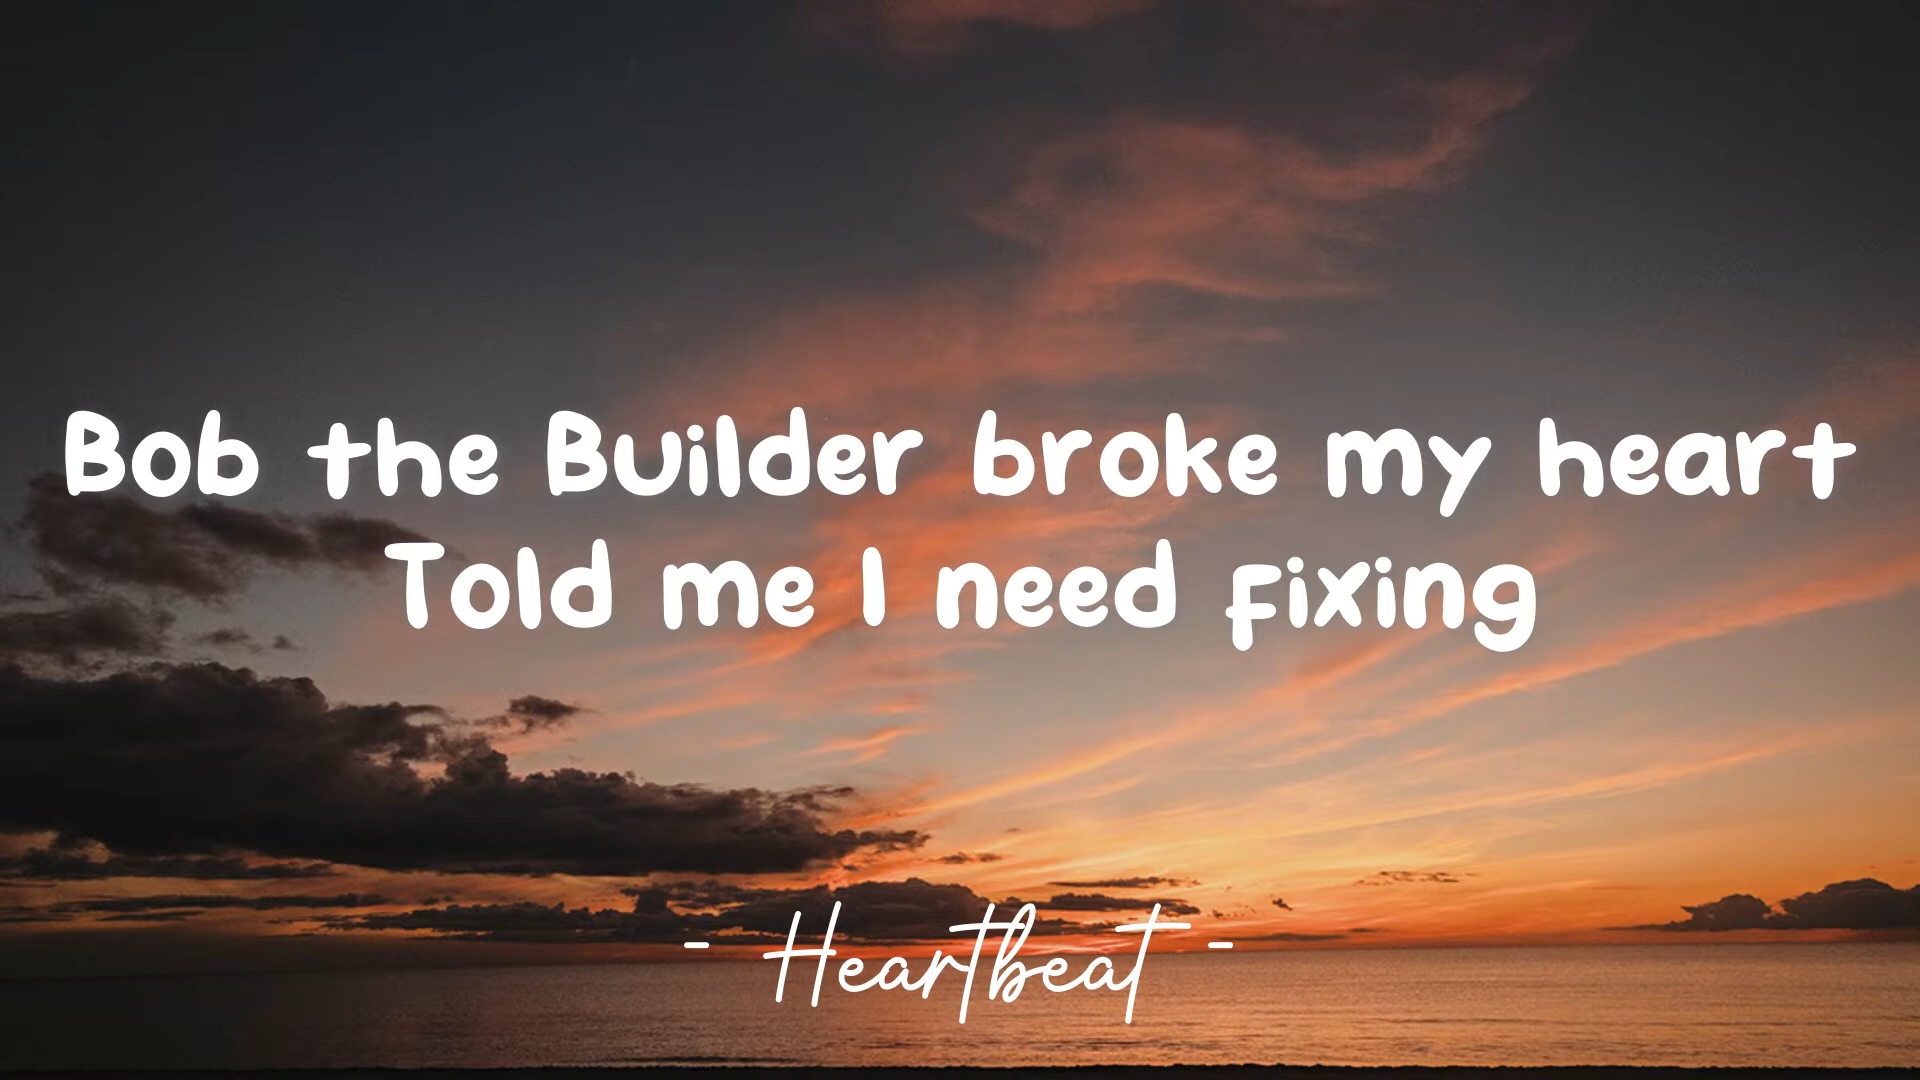 Bob the Builder broke my heart
Told me I need fixing
- Heartbeat -